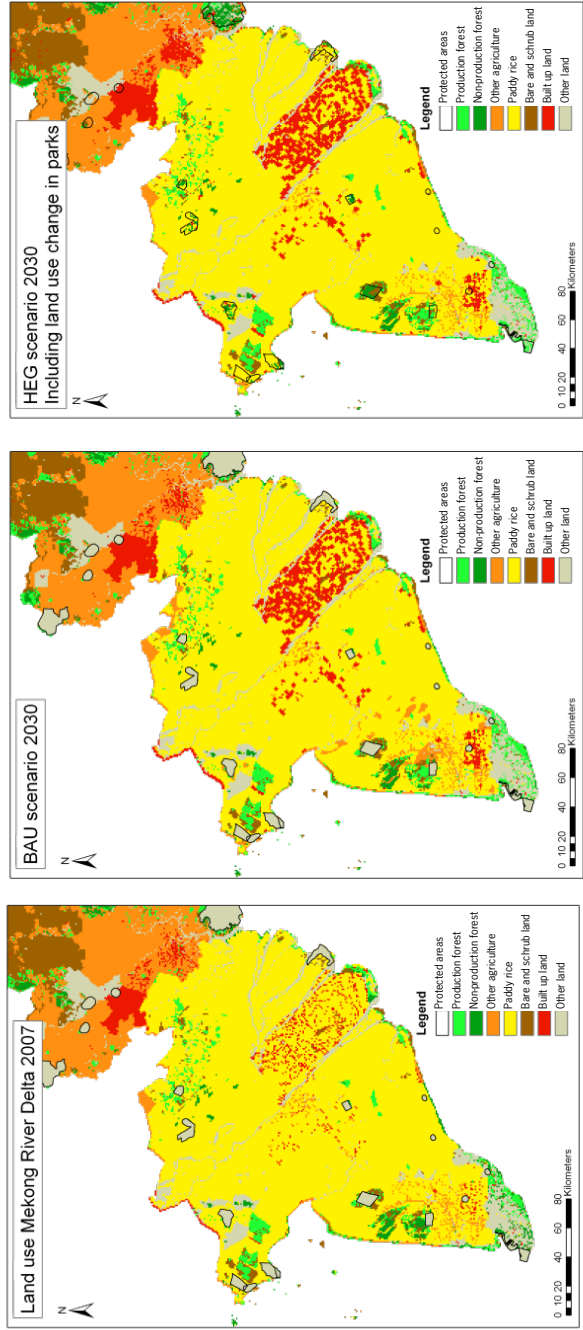 Land use Mekong River Delta 2007
N
Legend
Protected areas
Production forest
Non-production forest
Other agriculture
Paddy rice
Bare and schrub land
Built up land
Other land
0 10 20 40 60 80
Kilometers
BAU scenario 2030
N
Legend
Protected areas
Production forest
Non-production forest
Other agriculture
Paddy rice
Bare and schrub land
Built up land
Other land
0 10 20 40 60 80
Kilometers
HEG scenario 2030
Including land use change in parks
N
Legend
Protected areas
Production forest
Non-production forest
Other agriculture
Paddy rice
Bare and schrub land
Built up land
Other land
0 10 20 40 60 80
Kilometers